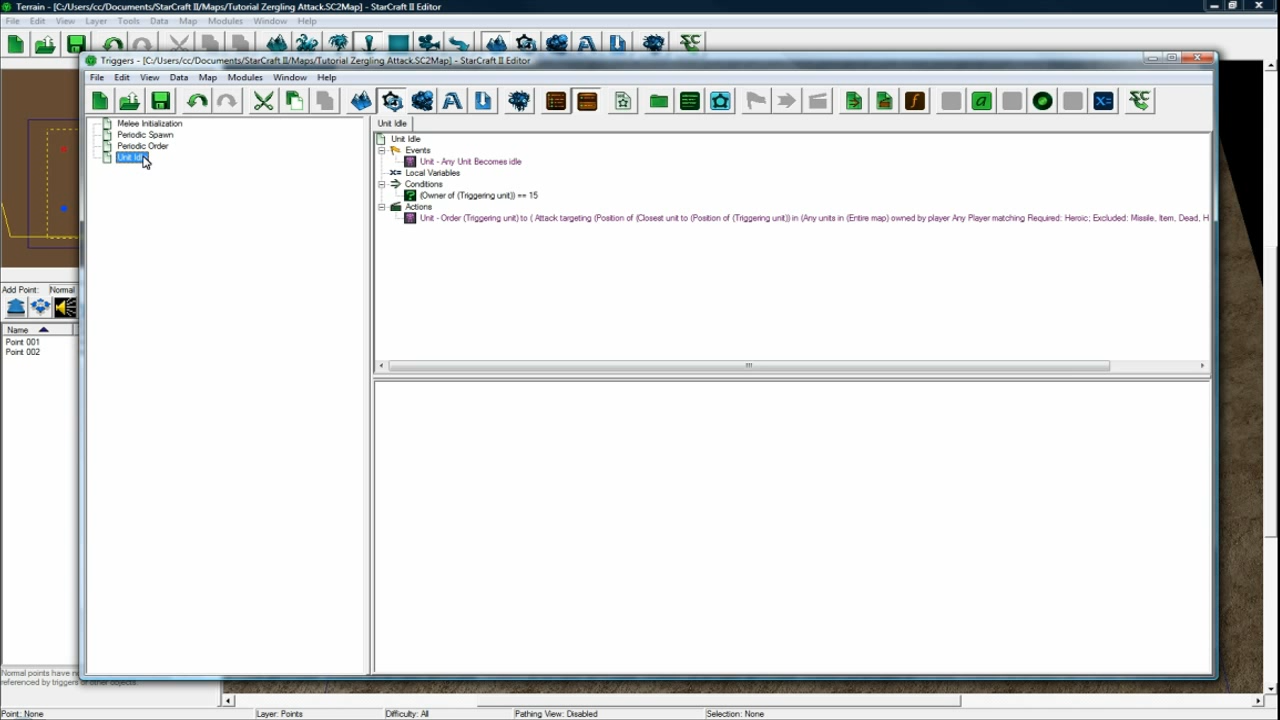 Terrain - [C:/Users/cc/Documents/StarCraft II/Maps/Tutorial Zergling Attack.SC2Map] - StarCraft II Editor
File Edit View Layer Tools Data Map Modules Window Help
Triggers - [C:/Users/cc/Documents/StarCraft II/Maps/Tutorial Zergling Attack.SC2Map] - StarCraft II Editor
File Edit View Data Map Modules Window Help
Melee Initialization
Periodic Spawn
Periodic Order
Unit Idle
Unit Idle
Unit Idle
Events
Unit - Any Unit Becomes idle
Local Variables
Conditions
(Owner of (Triggering unit)) == 15
Actions
Unit - Order (Triggering unit) to ( Attack targeting (Position of (Closest unit to (Position of (Triggering unit)) in (Any units in (Entire map) owned by player Any Player matching Required: Heroic; Excluded: Missile, Item, Dead, H
Add Point: Normal
Name
Point 001
Point 002
Normal points have
referenced by triggers or other objects.
Point: None Layer: Points Difficulty: All Pathing View: Disabled Selection: None